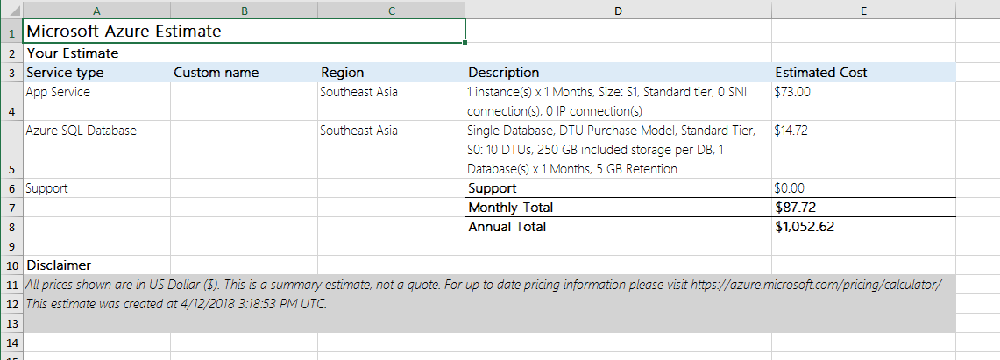 A B C D E
1 Microsoft Azure Estimate
2 Your Estimate
3 Service type Custom name Region Description Estimated Cost
App Service Southeast Asia 1 instance(s) x 1 Months, Size: S1, Standard tier, 0 SNI $73.00
4 connection(s), 0 IP connection(s)
Azure SQL Database Southeast Asia Single Database, DTU Purchase Model, Standard Tier, $14.72
S0: 10 DTUs, 250 GB included storage per DB, 1
5 Database(s) x 1 Months, 5 GB Retention
6 Support Support $0.00
7 Monthly Total $87.72
8 Annual Total $1,052.62
9
10 Disclaimer
11 All prices shown are in US Dollar ($). This is a summary estimate, not a quote. For up to date pricing information please visit https://azure.microsoft.com/pricing/calculator/
12 This estimate was created at 4/12/2018 3:18:53 PM UTC.
13
14